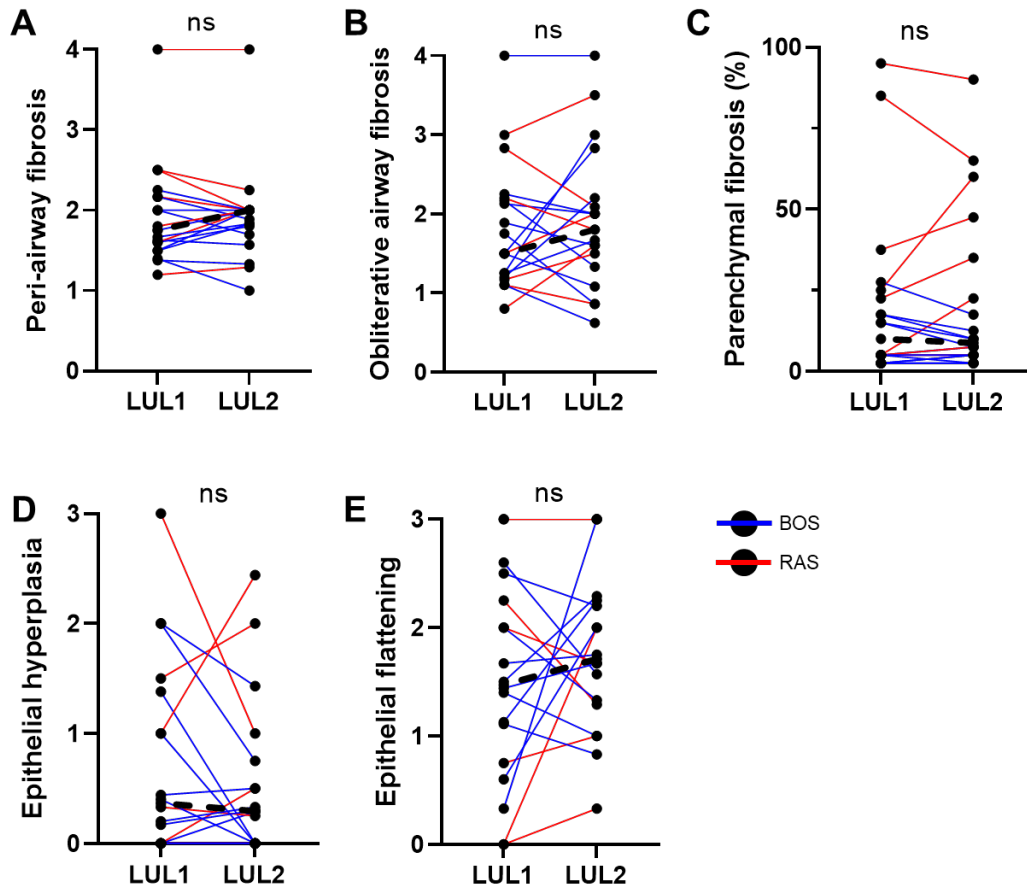 A
ns
Peri-airway fibrosis
4
3
2
1
0
LUL1 LUL2
B
ns
Obliterative airway fibrosis
4
3
2
1
0
LUL1 LUL2
C
ns
Parenchymal fibrosis (%)
100
50
0
LUL1 LUL2
D
ns
Epithelial hyperplasia
3
2
1
0
LUL1 LUL2
E
ns
Epithelial flattening
3
2
1
0
LUL1 LUL2
BOS
RAS